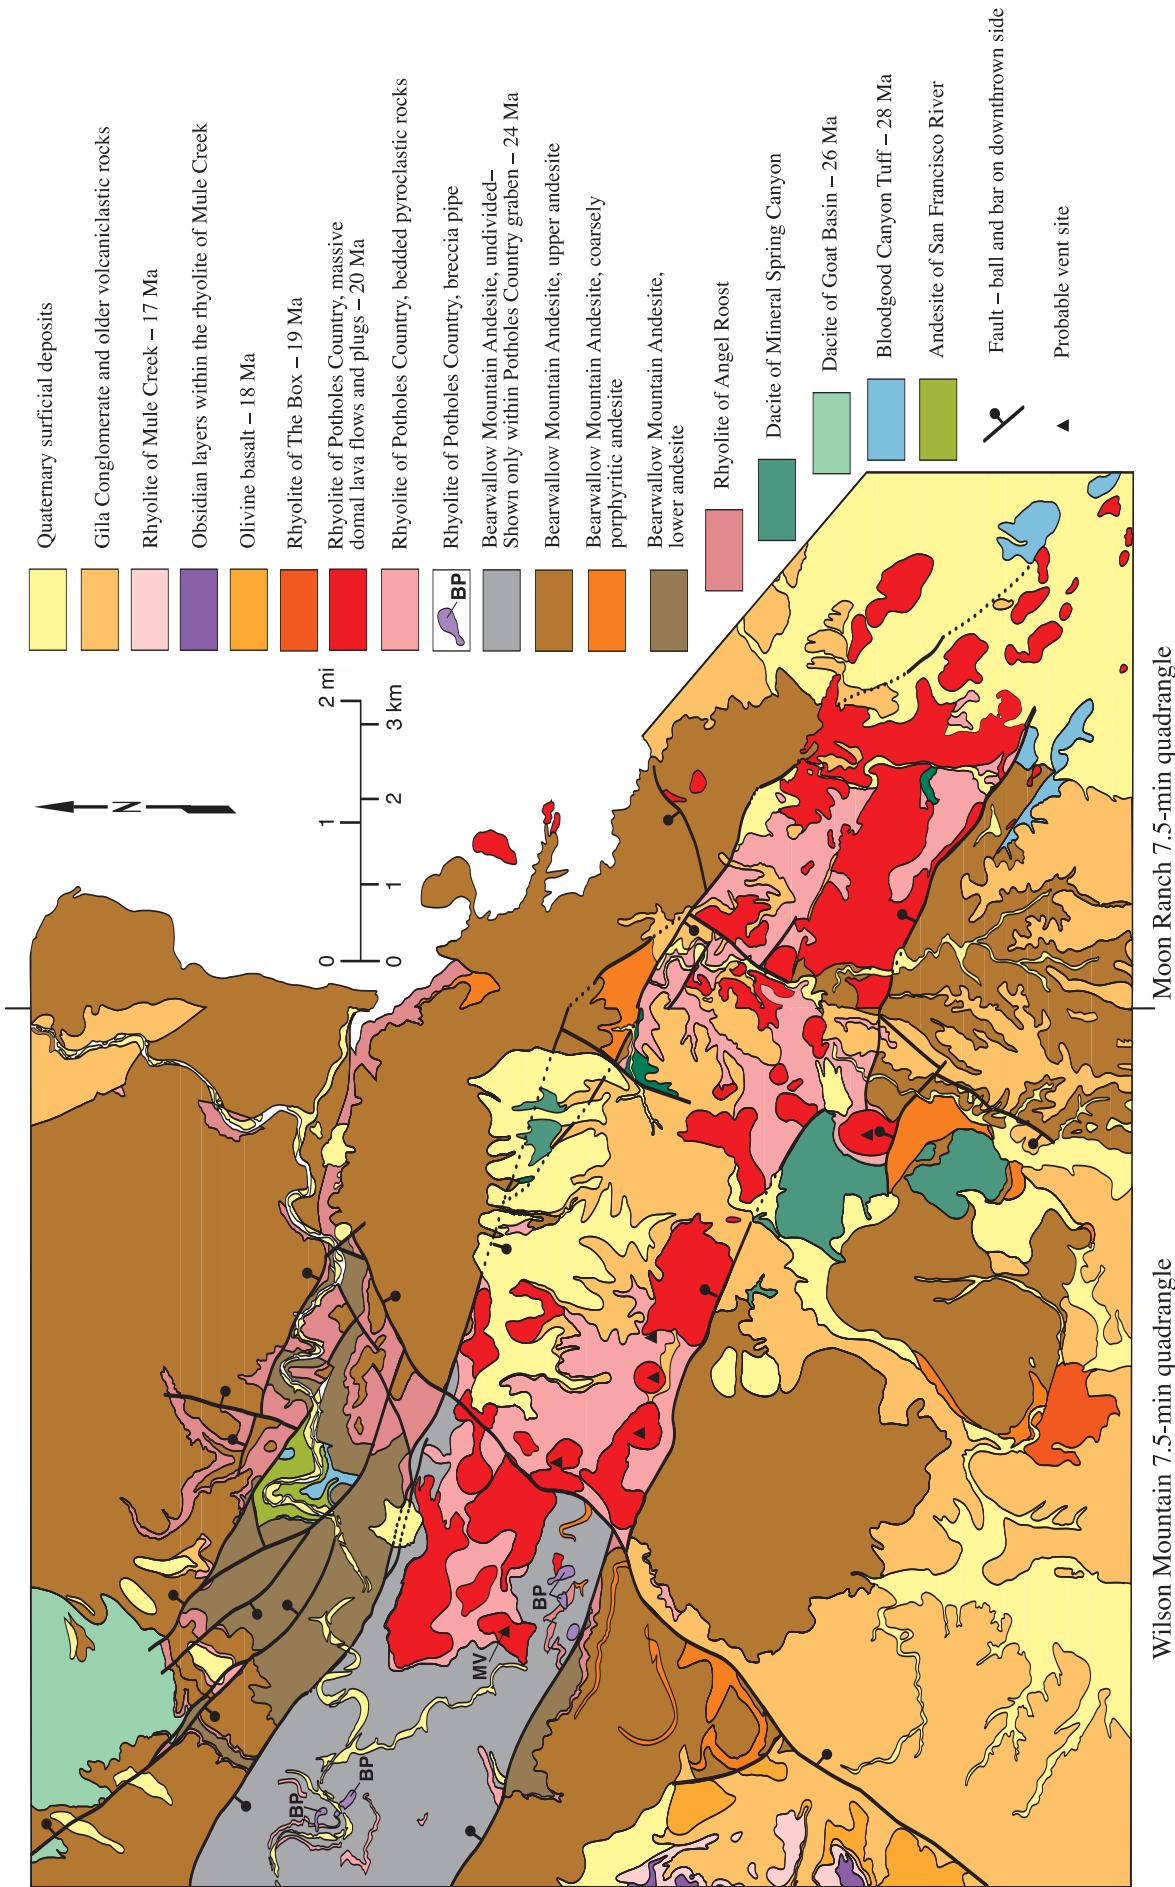 Quaternary surficial deposits
Gila Conglomerate and older volcaniclastic rocks
Rhyolite of Mule Creek – 17 Ma
Obsidian layers within the rhyolite of Mule Creek
Olivine basalt – 18 Ma
Rhyolite of The Box – 19 Ma
Rhyolite of Potholes Country, massive
domal lava flows and plugs – 20 Ma
Rhyolite of Potholes Country, bedded pyroclastic rocks
BP
Rhyolite of Potholes Country, breccia pipe
Bearwallow Mountain Andesite, undivided–
Shown only within Potholes Country graben – 24 Ma
Bearwallow Mountain Andesite, upper andesite
Bearwallow Mountain Andesite, coarsely
porphyritic andesite
Bearwallow Mountain Andesite,
lower andesite
Rhyolite of Angel Roost
Dacite of Mineral Spring Canyon
Dacite of Goat Basin – 26 Ma
Bloodgood Canyon Tuff – 28 Ma
Andesite of San Francisco River
Fault – ball and bar on downthrown side
Probable vent site
N
0 1 2 mi
0 1 2 3 km
BP
BP
MV
BP
Wilson Mountain 7.5-min quadrangle
Moon Ranch 7.5-min quadrangle